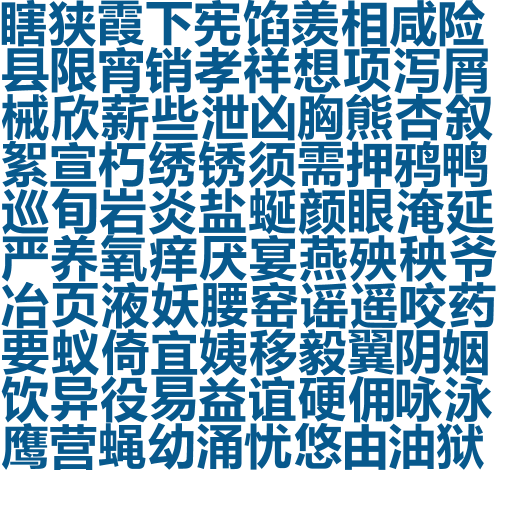 瞎狭霞下宪馅羡相咸险
县限宵销孝祥想项泻屑
械欣薪些泄凶胸熊杏叙
絮宣朽绣锈须需押鸦鸭
巡旬岩炎盐蜒颜眼淹延
严养氧痒厌宴燕殃秧爷
冶页液妖腰窑谣遥咬药
要蚁倚宜姨移毅翼阴姻
饮异役易益谊硬佣咏泳
鹰营蝇幼涌忧悠由油狱